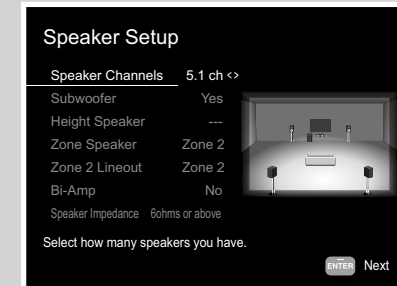 Speaker Setup
Speaker Channels 5.1 ch <>
Subwoofer Yes
Height Speaker ---
Zone Speaker Zone 2
Zone 2 Lineout Zone 2
Bi-Amp No
Speaker Impedance 6ohms or above
Select how many speakers you have.
ENTER Next